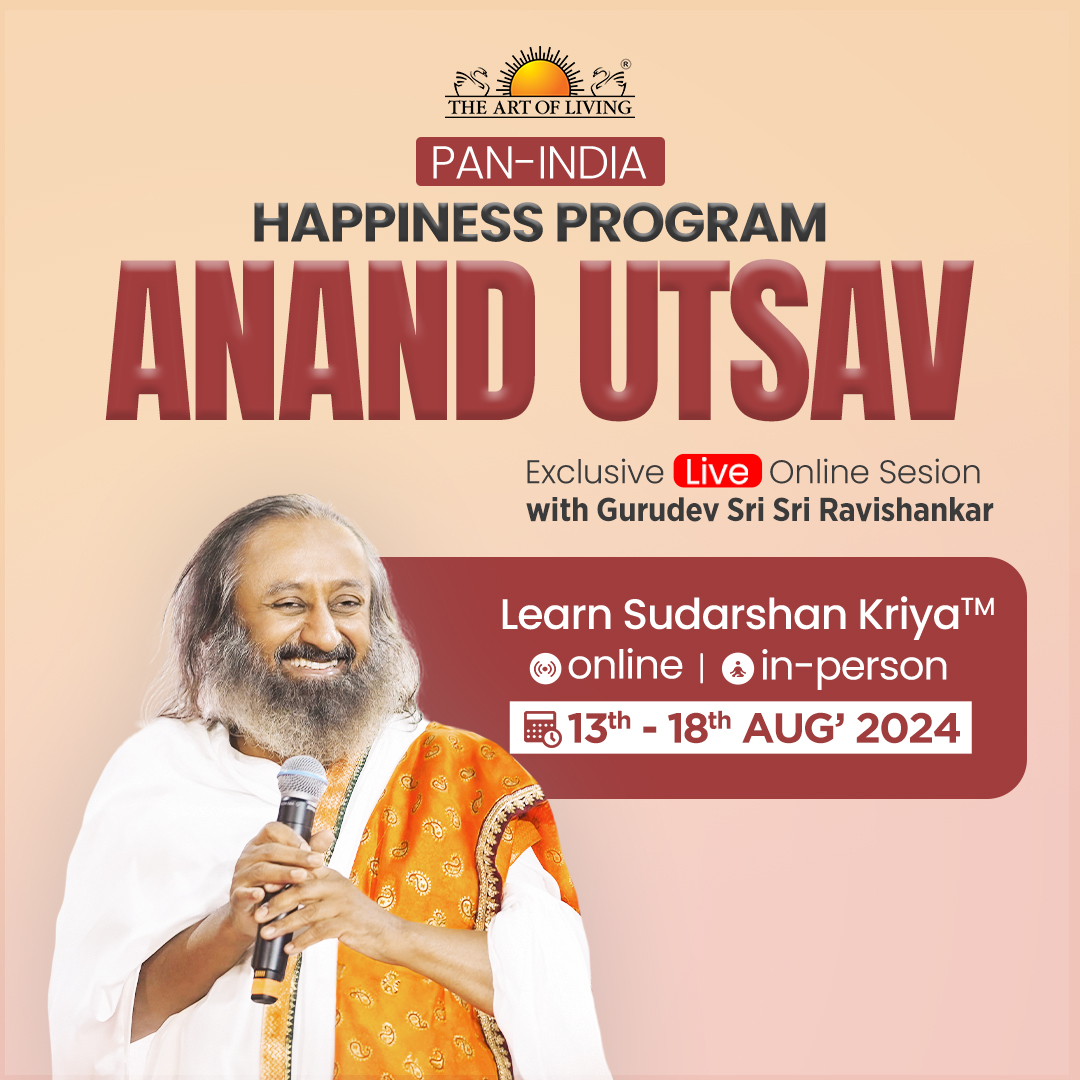 ®
THE ART OF LIVING
PAN-INDIA
HAPPINESS PROGRAM
ANAND UTSAV
Exclusive Live Online Sesion
with Gurudev Sri Sri Ravishankar
Learn Sudarshan Kriya™
online | in-person
13th - 18th AUG’ 2024